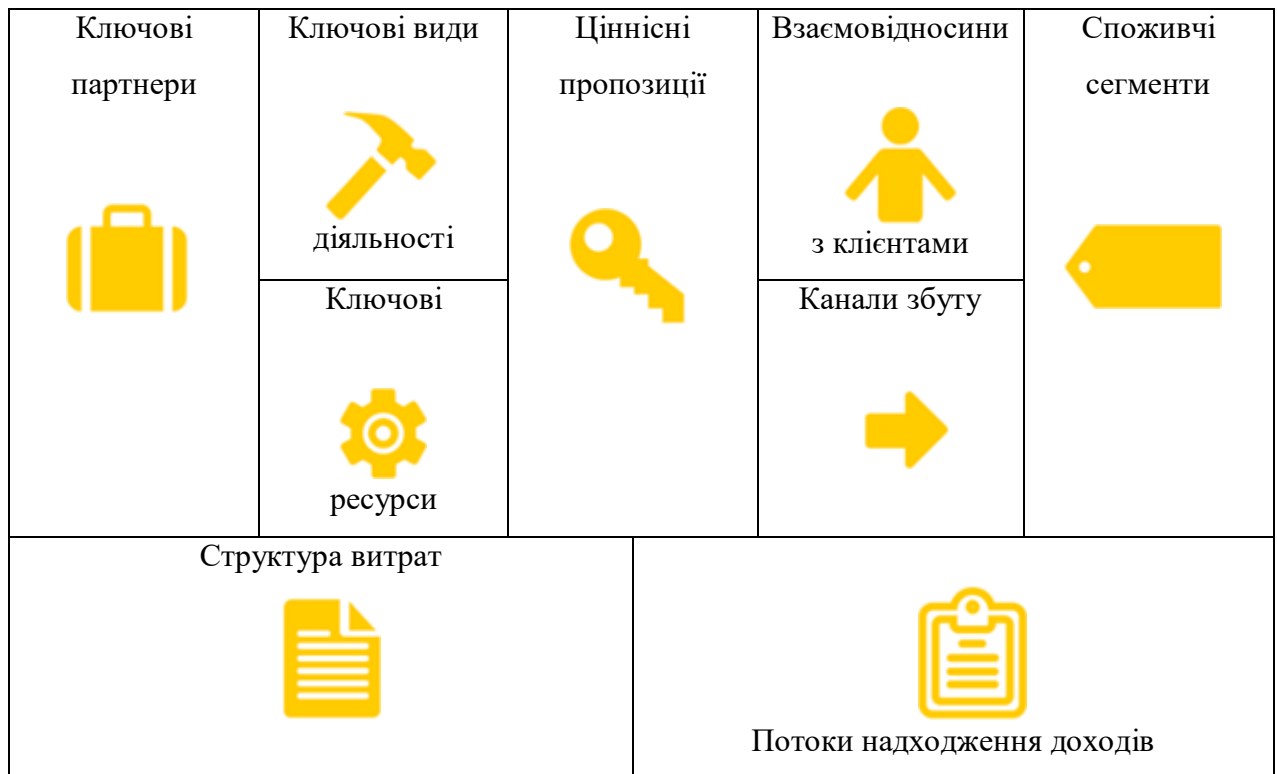 Ключові
партнери
Ключові види
діяльності
Ключові
ресурси
Ціннісні
пропозиції
Взаємовідносини
з клієнтами
Канали збуту
Споживчі
сегменти
Структура витрат
Потоки надходження доходів